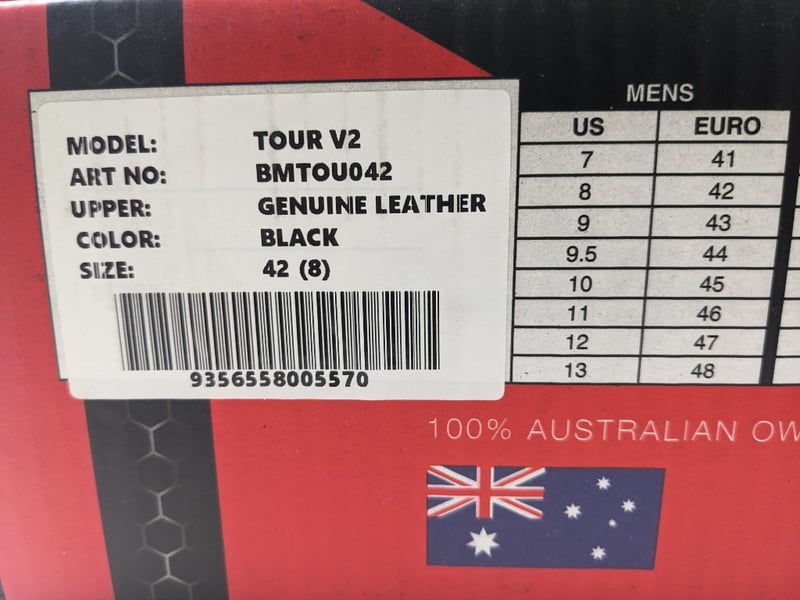 MODEL: TOUR V2
ART NO: BMTOU042
UPPER: GENUINE LEATHER
COLOR: BLACK
SIZE: 42 (8)
9356558005570
MENS
US EURO
7 41
8 42
9 43
9.5 44
10 45
11 46
12 47
13 48
100% AUSTRALIAN OW